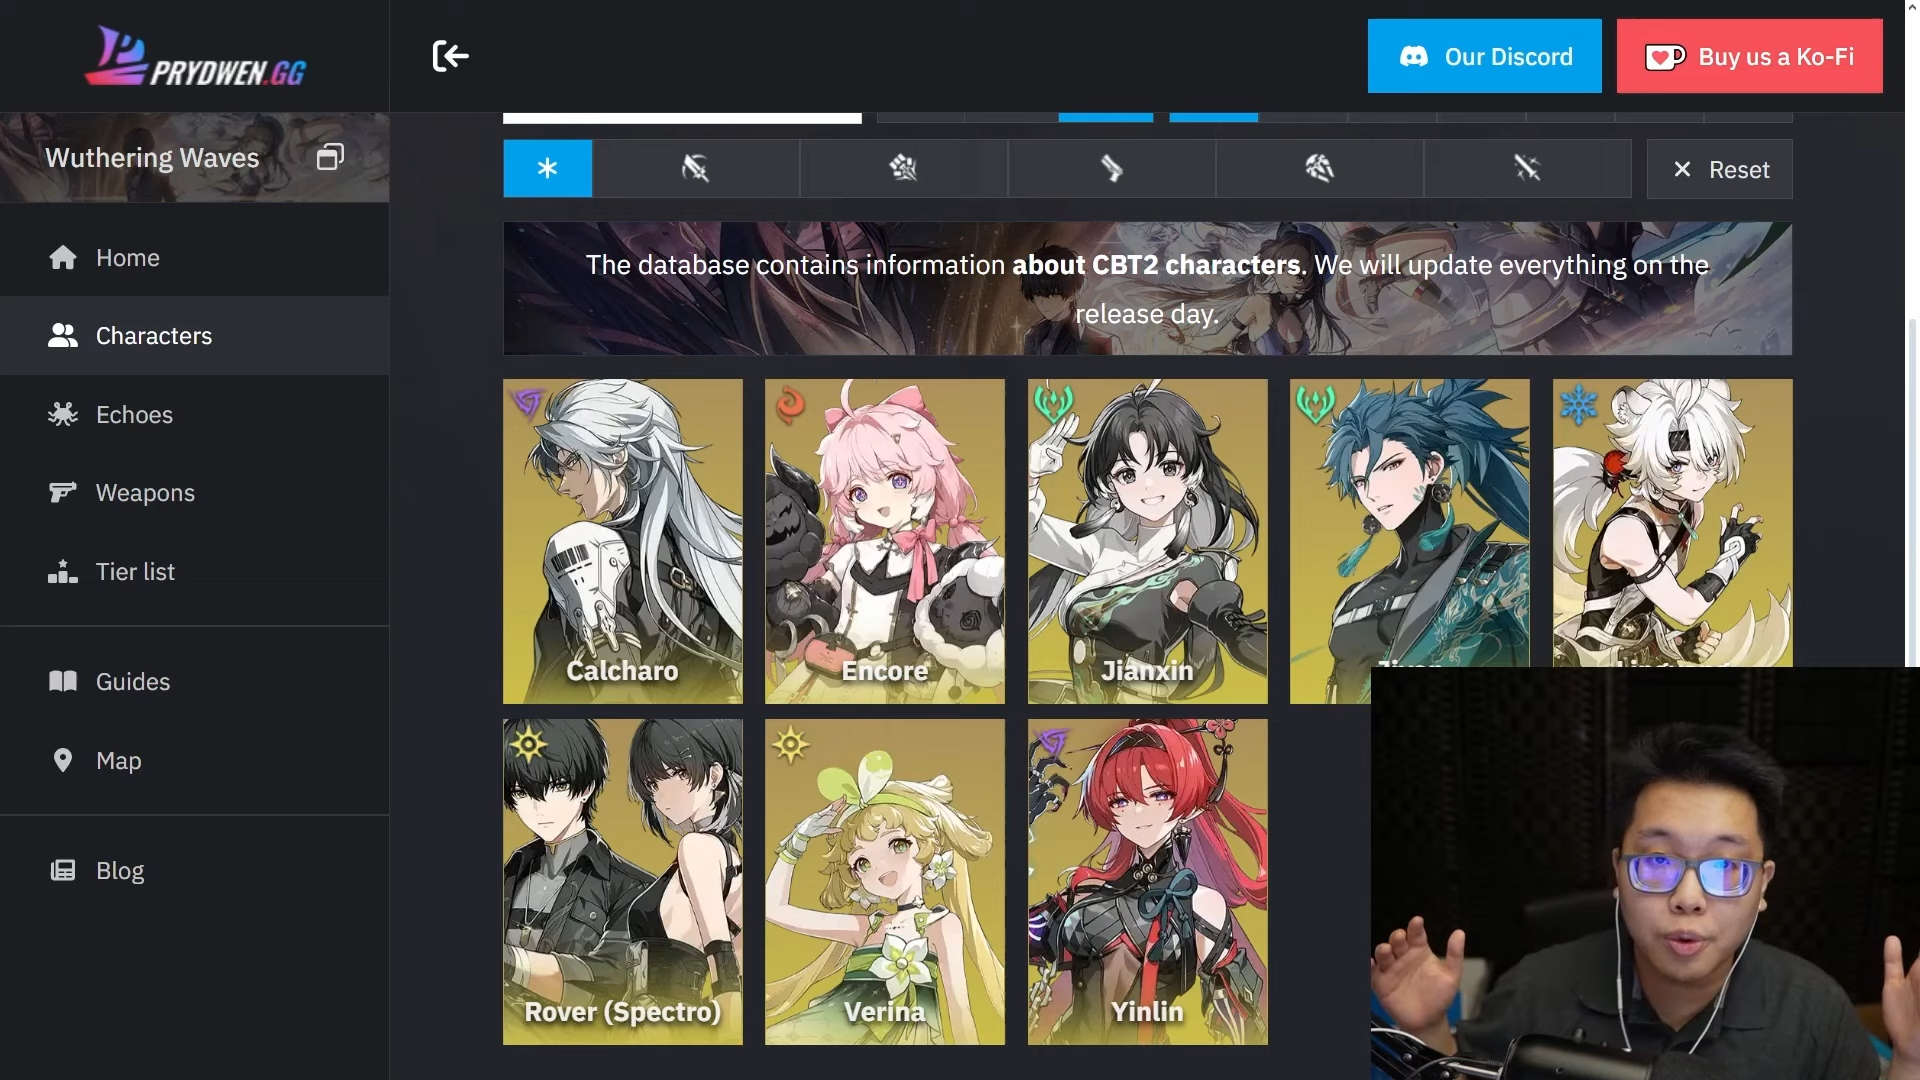 PRYDWEN.GG
Our Discord
Buy us a Ko-Fi
Wuthering Waves
Reset
Home
Characters
Echoes
Weapons
Tier list
Guides
Map
Blog
The database contains information about CBT2 characters. We will update everything on the
release day.
Calcharo
Encore
Jianxin
Rover (Spectro)
Verina
Yinlin